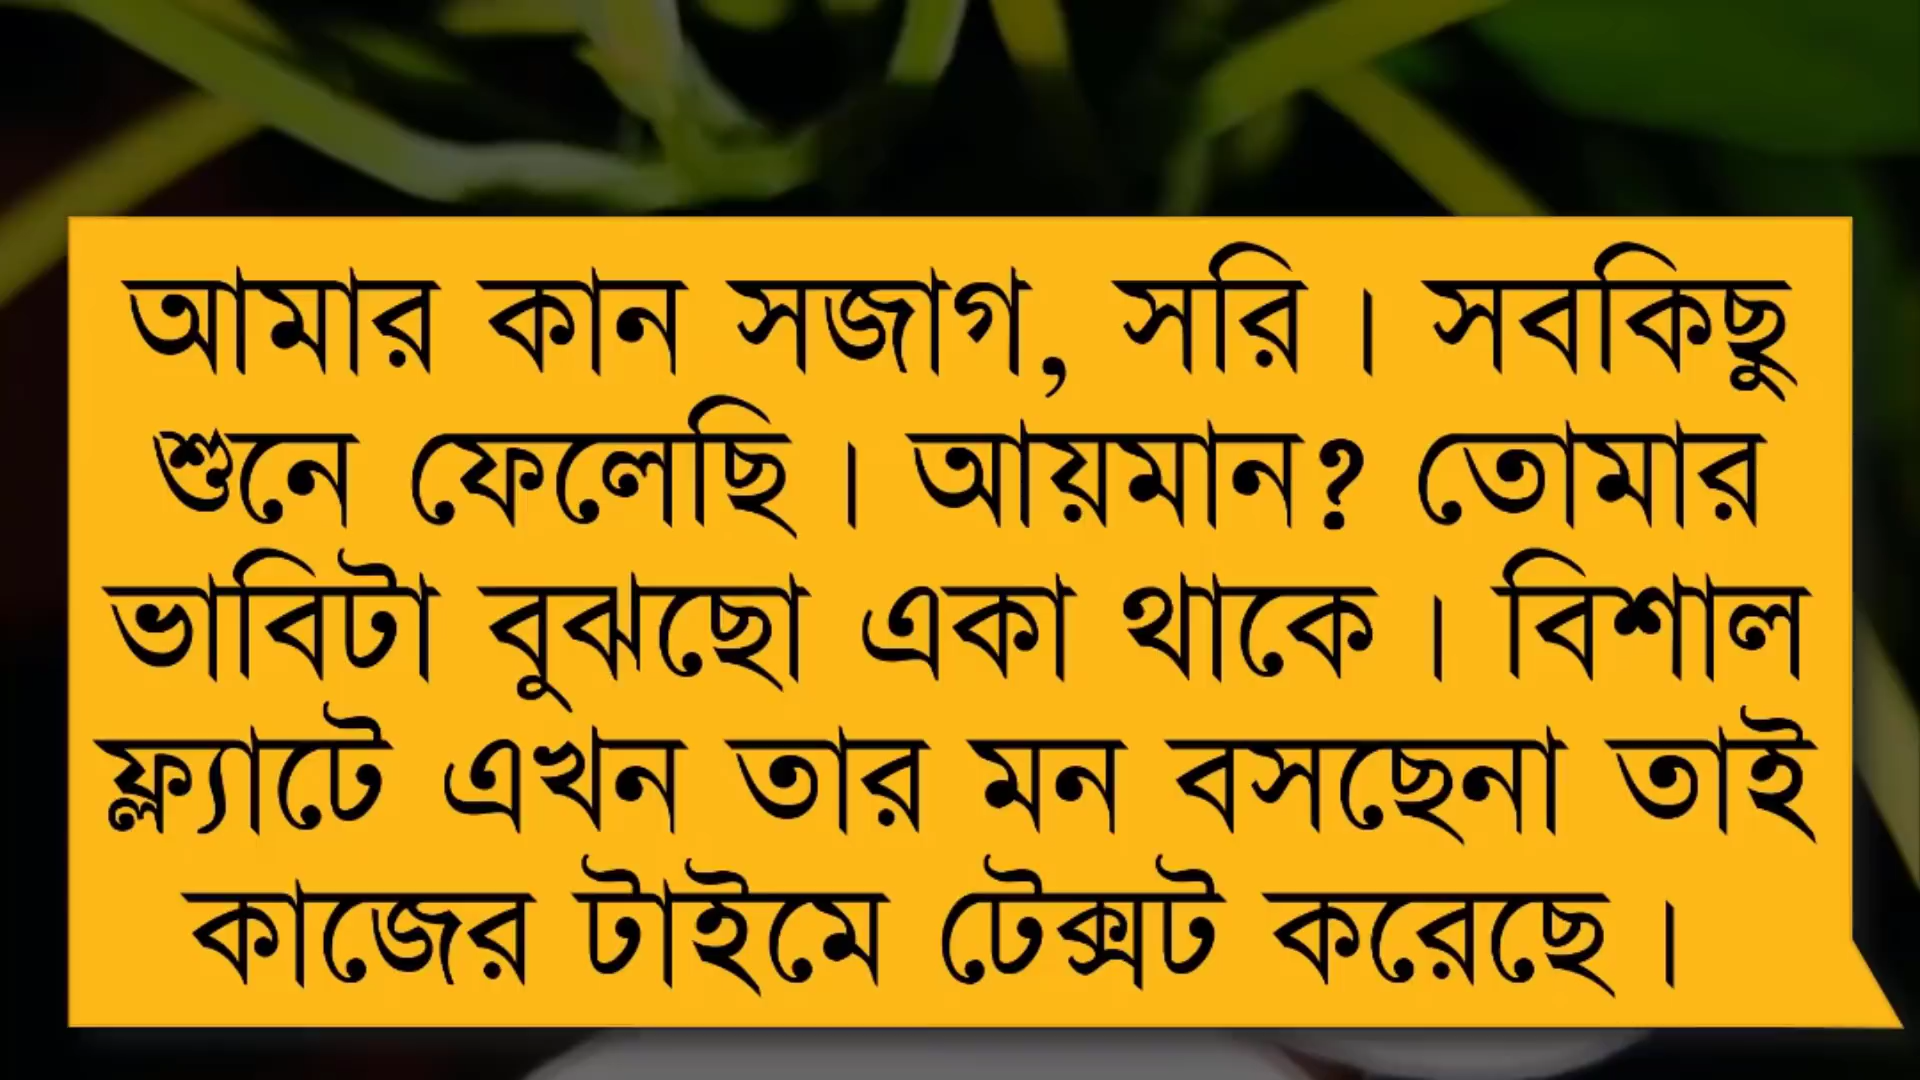 আমার কান সজাগ, সরি। সবকিছু
শুনে ফেলেছি। আয়মান? তোমার
ভাবিটা বুঝছো একা থাকে। বিশাল
ফ্ল্যাটে এখন তার মন বসছেনা তাই
কাজের টাইমে টেক্সট করেছে।